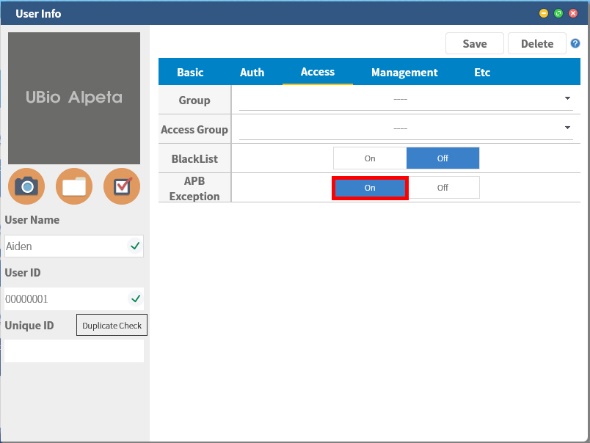 User Info
Save Delete
UBio Alpeta
Basic Auth Access Management Etc
Group ----
Access Group ----
BlackList On Off
APB
Exception On Off
User Name
Aiden
User ID
00000001
Unique ID Duplicate Check